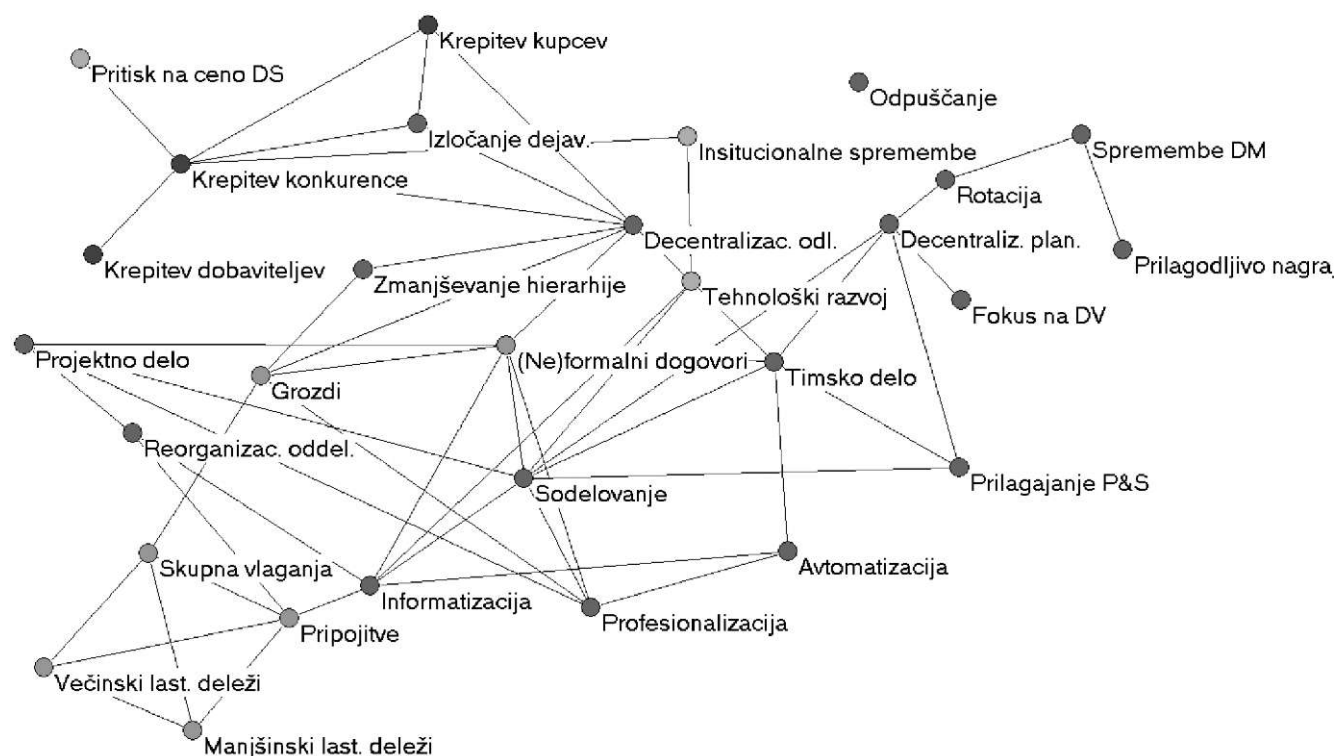 Krepitev kupcev
Pritisk na ceno DS
Odpuščanje
Izločanje dejav.
Insitucionalne spremembe
Spremembe DM
Krepitev konkurence
Rotacija
Decentralizac. odl.
Decentraliz. plan.
Prilagodljivo nagraj
Krepitev dobaviteljev
Zmanjševanje hierarhije
Tehnološki razvoj
Fokus na DV
Projektno delo
(Ne)formalni dogovori
Timsko delo
Grozdi
Reorganizac. oddel.
Sodelovanje
Prilagajanje P&S
Skupna vlaganja
Avtomatizacija
Informatizacija
Profesionalizacija
Pripojitve
Večinski last. deleži
Manjšinski last. deleži